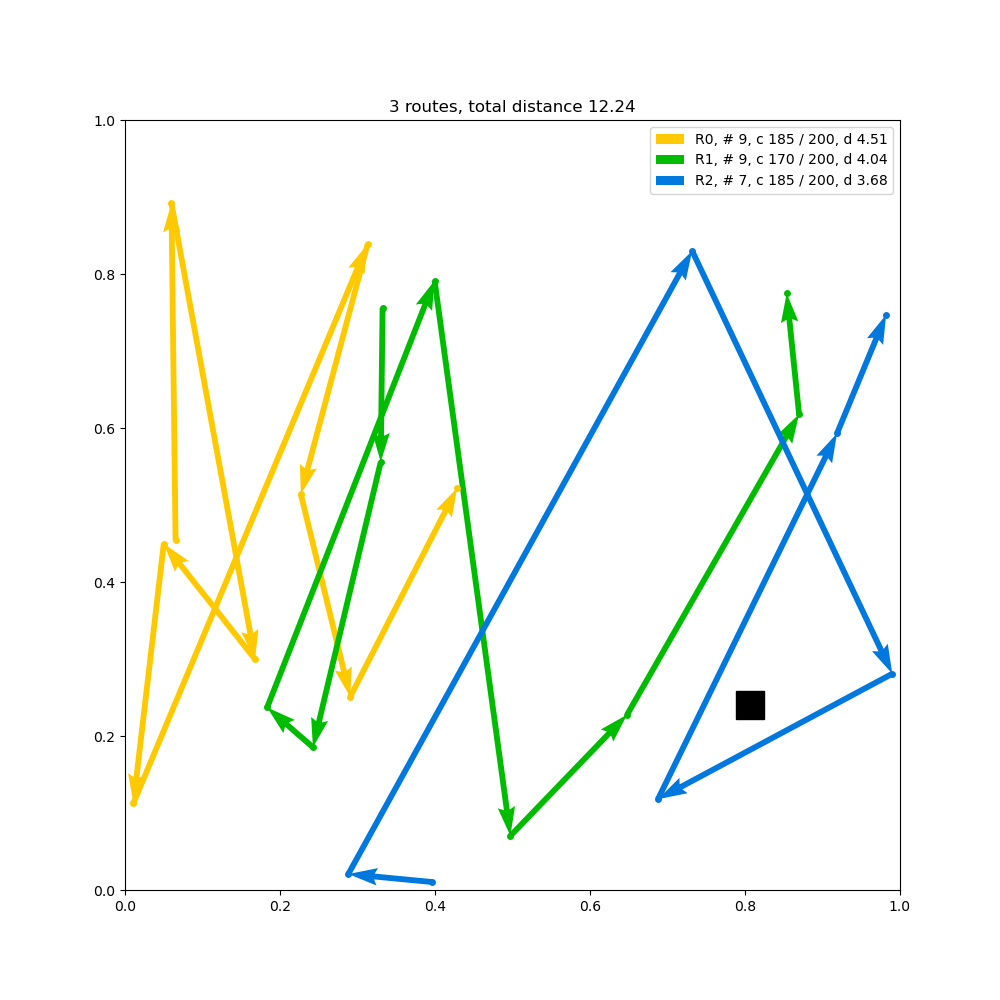 3 routes, total distance 12.24
R0, # 9, c 185 / 200, d 4.51
R1, # 9, c 170 / 200, d 4.04
R2, # 7, c 185 / 200, d 3.68
1.0
0.8
0.6
0.4
0.2
0.0
0.0 0.2 0.4 0.6 0.8 1.0